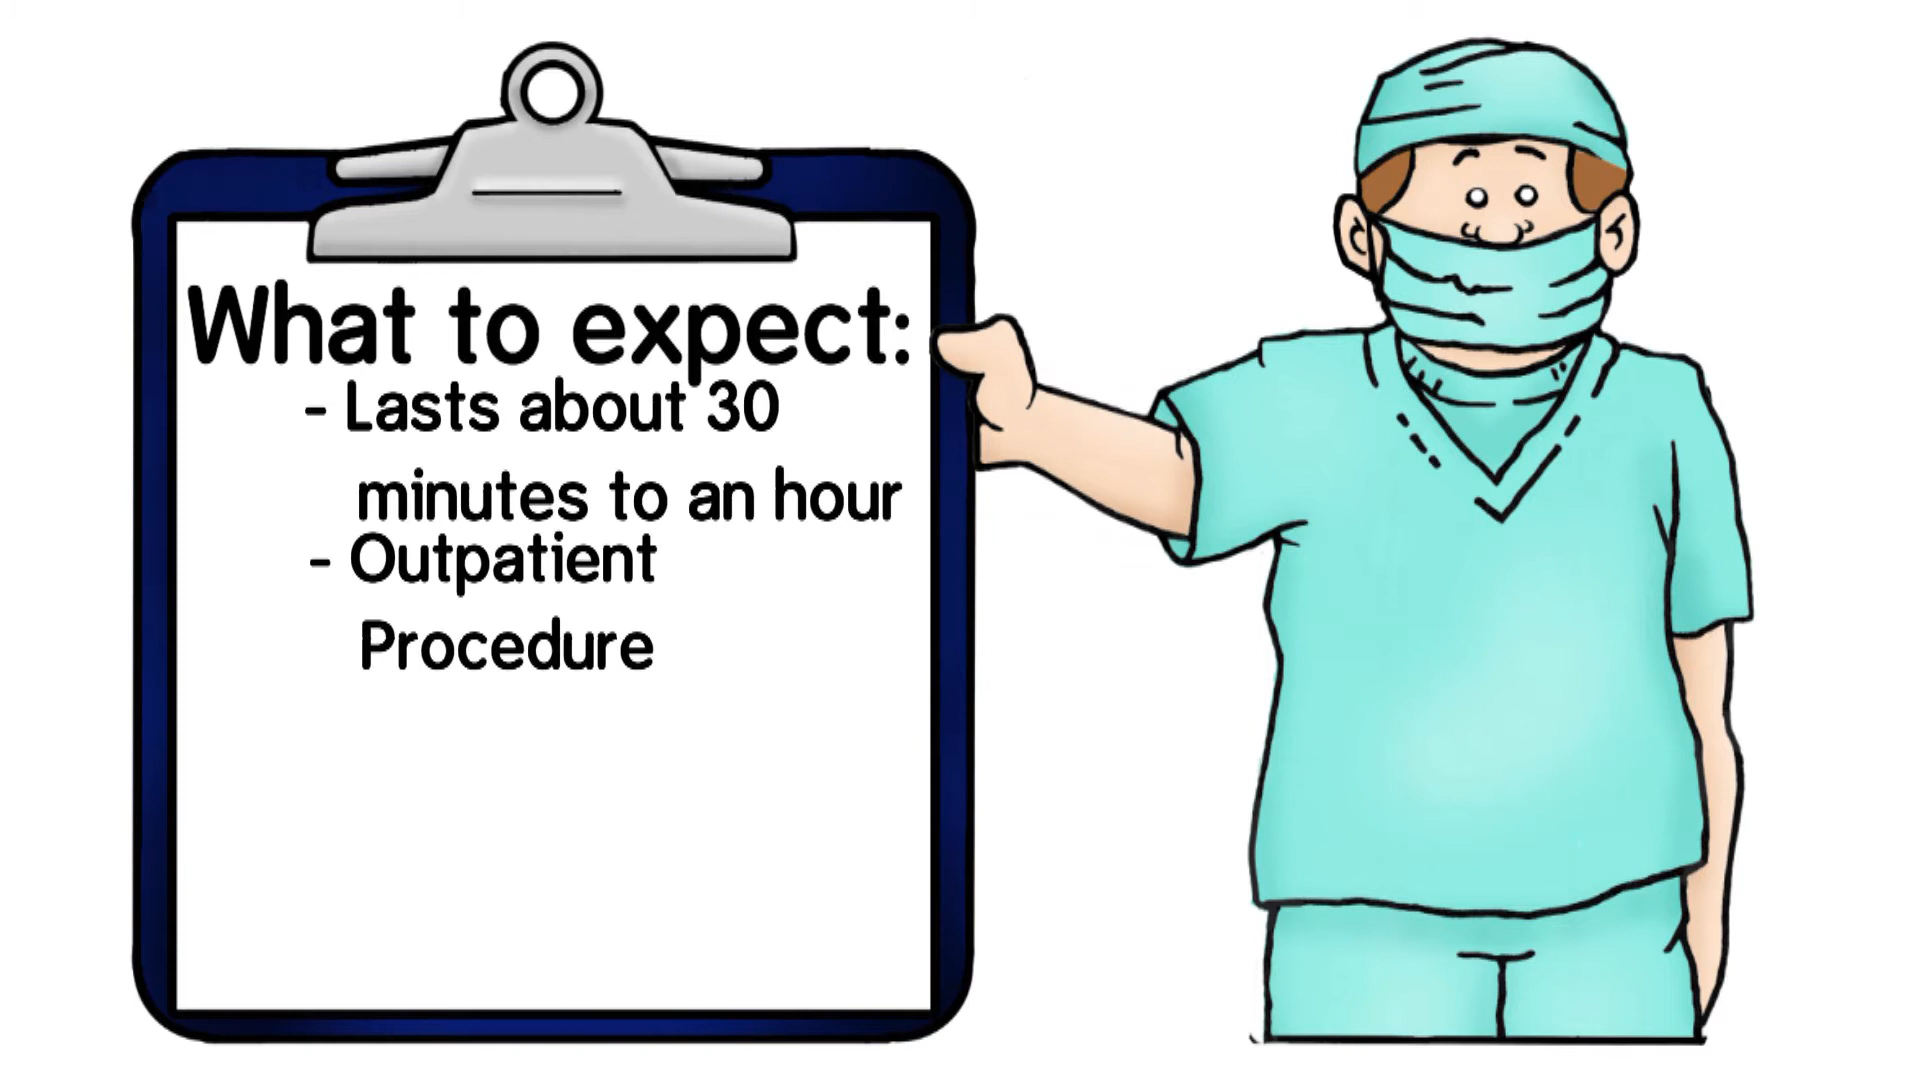 What to expect:
- Lasts about 30
minutes to an hour
- Outpatient
Procedure